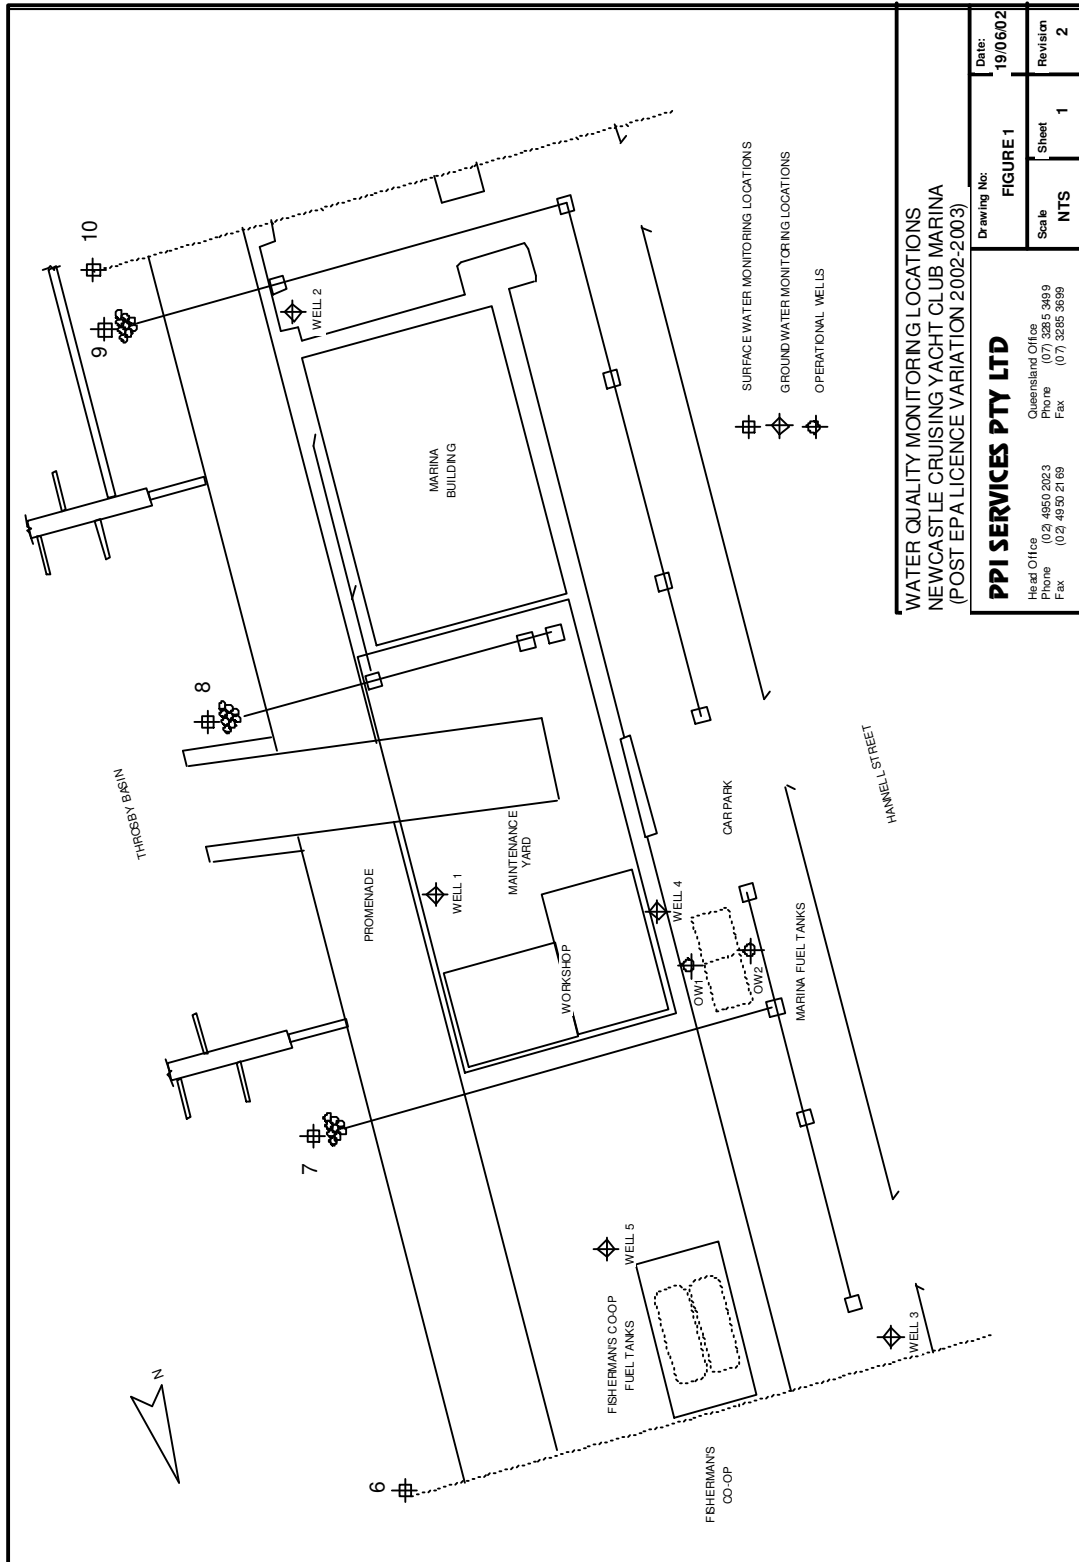 10
9
WELL 2
MARINA
BUILDING
8
THROSBY BASIN
PROMENADE
WELL 1
MAINTENANCE
YARD
WORKSHOP
WELL 4
OW1
OW2
CARPARK
MARINA FUEL TANKS
HANNELL STREET
7
WELL 5
FISHERMAN'S CO-OP
FUEL TANKS
WELL 3
N
6
FISHERMAN'S
CO-OP
SURFACE WATER MONITORING LOCATIONS
GROUNDWATER MONITORING LOCATIONS
OPERATIONAL WELLS
WATER QUALITY MONITORING LOCATIONS
NEWCASTLE CRUISING YACHT CLUB MARINA
(POST EPA LICENCE VARIATION 2002-2003)
PPI SERVICES PTY LTD
Head Office
Phone (02) 4950 2023
Fax (02) 4950 2169
Queensland Office
Phone (07) 3285 3499
Fax (07) 3285 3699
Drawing No:
FIGURE 1
Date:
19/06/02
Scale
NTS
Sheet
1
Revision
2